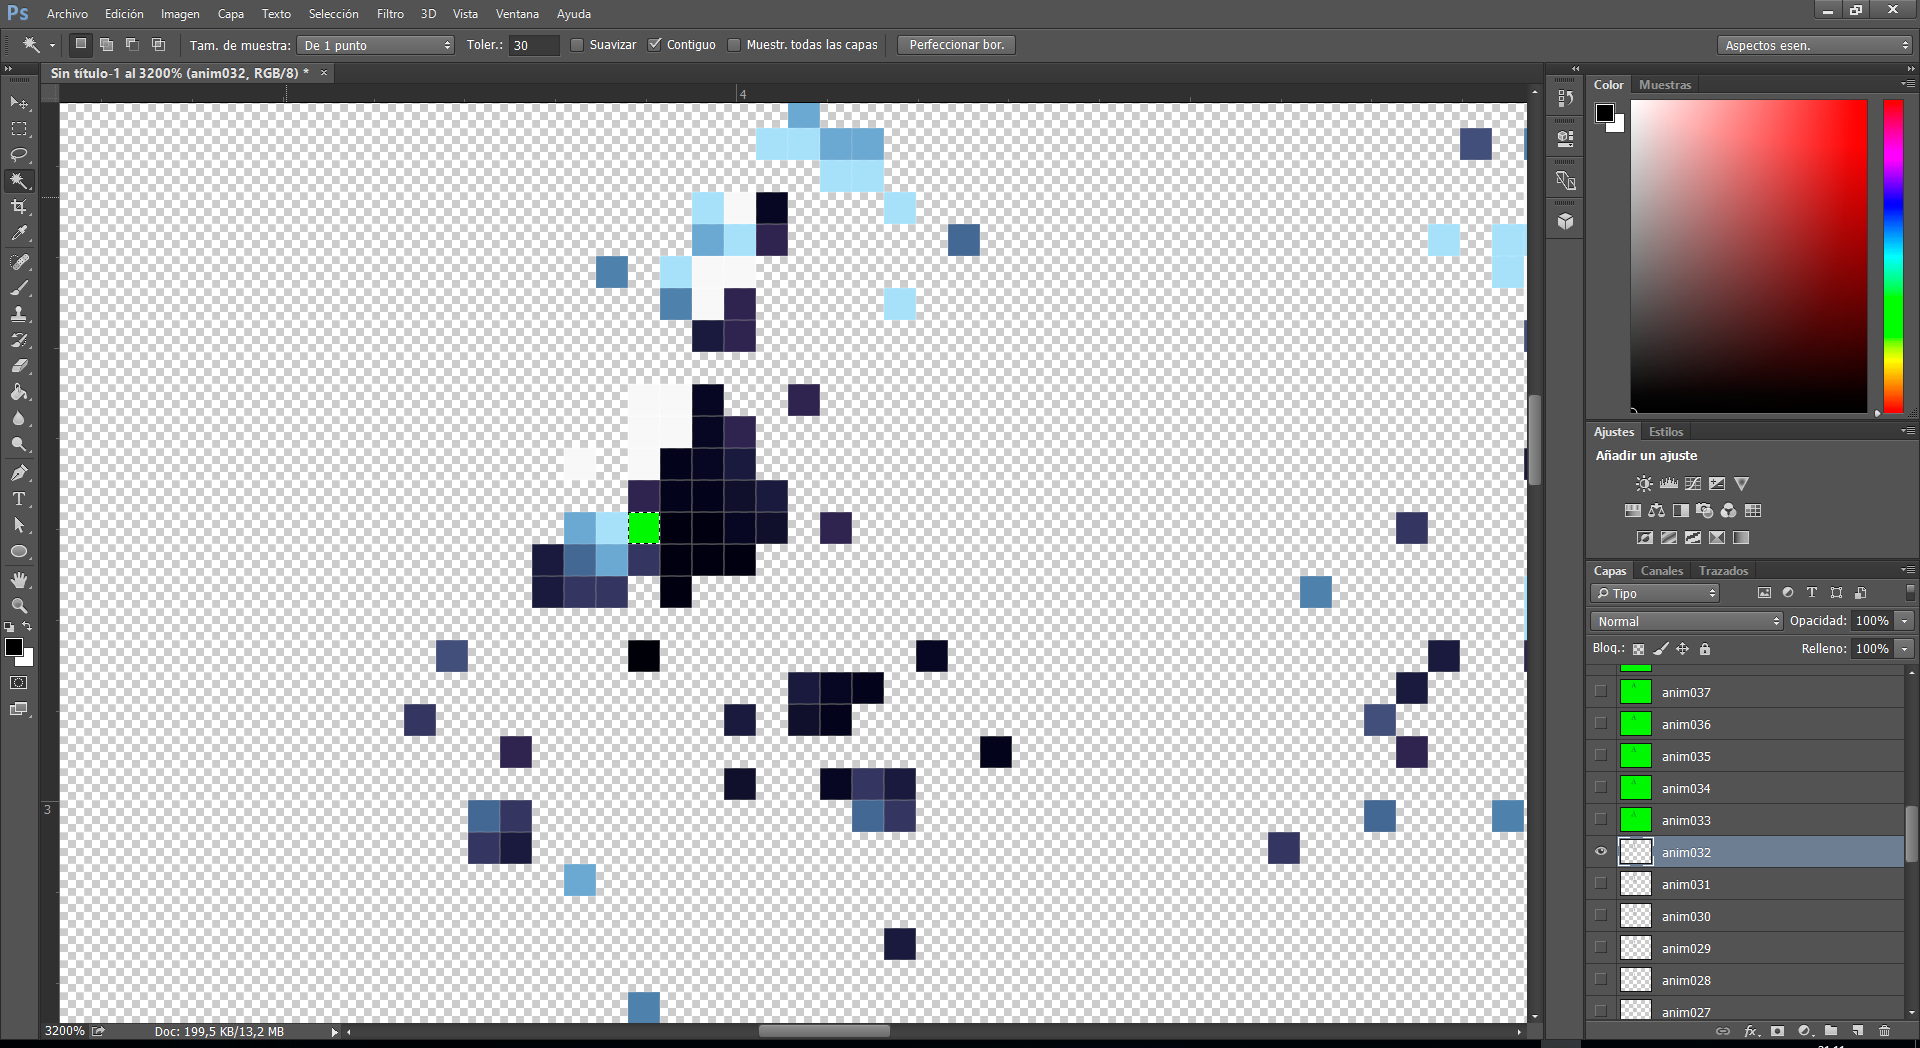 Ps Archivo Edición Imagen Capa Texto Selección Filtro 3D Vista Ventana Ayuda
Tam. de muestra: De 1 punto Toler.: 30 Suavizar Contiguo Muestr. todas las capas Perfeccionar bor. Aspectos esen.
Sin título-1 al 3200% (anim032, RGB/8) * ×
4
3
Color Muestras
Ajustes Estilos
Añadir un ajuste
Capas Canales Trazados
Tipo
Normal Opacidad: 100%
Bloq.: Relleno: 100%
anim037
anim036
anim035
anim034
anim033
anim032
anim031
anim030
anim029
anim028
anim027
3200% Doc: 199,5 KB/13,2 MB